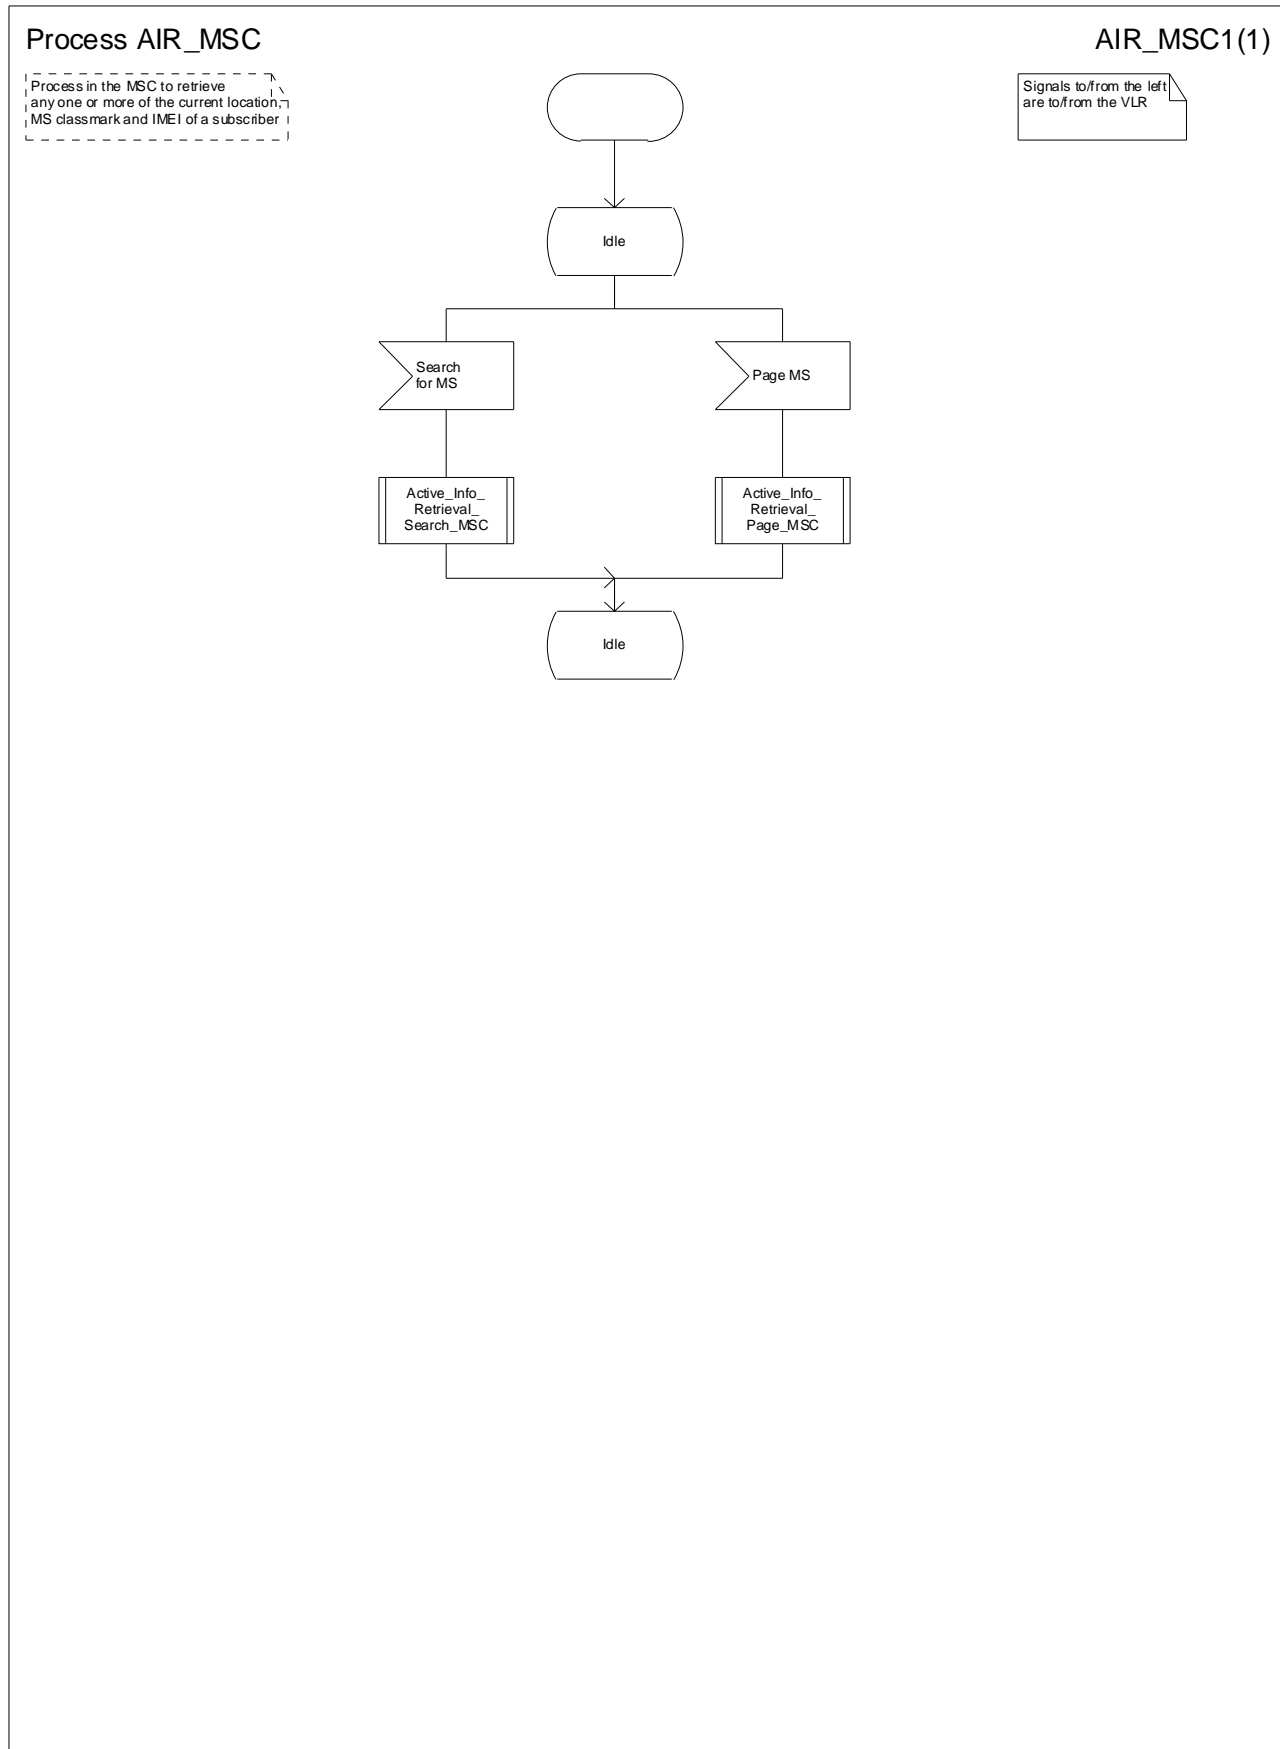 Process AIR_MSC
AIR_MSC1(1)
Process in the MSC to retrieve
any one or more of the current location,
MS classmark and IMEI of a subscriber
Signals to/from the left
are to/from the VLR
Idle
Search
for MS
Page MS
Active_Info_
Retrieval_
Search_MSC
Active_Info_
Retrieval_
Page_MSC
Idle